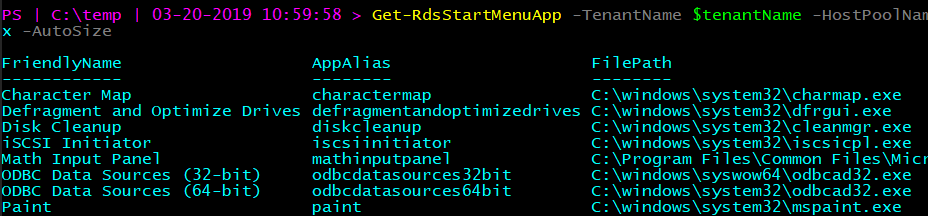 PS | C:\temp | 03-20-2019 10:59:58 > Get-RdsStartMenuApp -TenantName $tenantName -HostPoolNam
x -AutoSize
FriendlyName AppAlias FilePath
------------ -------- --------
Character Map charactermap C:\windows\system32\charmap.exe
Defragment and Optimize Drives defragmentandoptimizedrives C:\windows\system32\dfrgui.exe
Disk Cleanup diskcleanup C:\windows\system32\cleanmgr.exe
iSCSI Initiator iscsiinitiator C:\windows\system32\iscsicpl.exe
Math Input Panel mathinputpanel C:\Program Files\Common Files\Micr
ODBC Data Sources (32-bit) odbcdatasources32bit C:\windows\syswow64\odbcad32.exe
ODBC Data Sources (64-bit) odbcdatasources64bit C:\windows\system32\odbcad32.exe
Paint paint C:\windows\system32\mspaint.exe